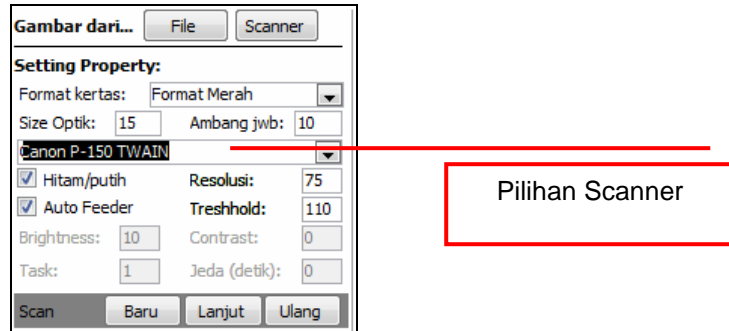 Gambar dari... File Scanner
Setting Property:
Format kertas: Format Merah
Size Optik: 15 Ambang jwb: 10
Canon P-150 TWAIN
Hitam/putih Resolusi: 75
Auto Feeder Treshhold: 110
Brightness: 10 Contrast: 0
Task: 1 Jeda (detik): 0
Scan Baru Lanjut Ulang
Pilihan Scanner